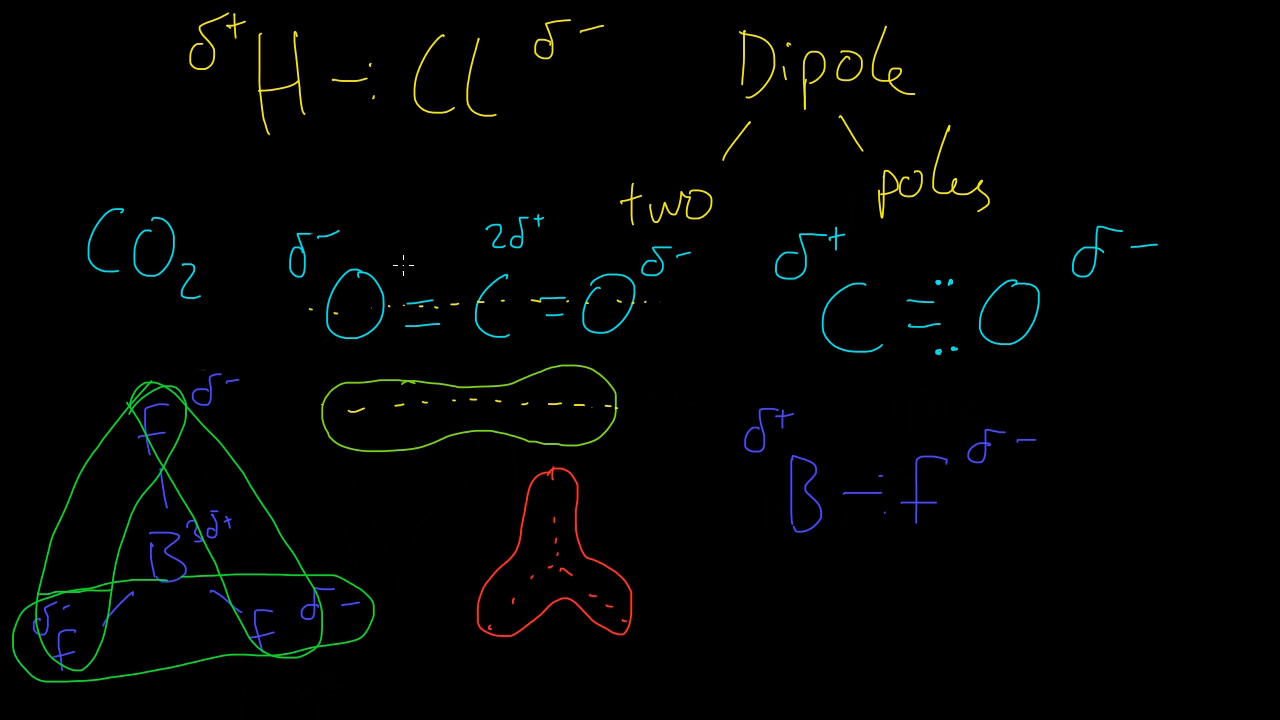 δ+ H – : Cl δ– Dipole
two poles
CO2 δ– O = C 2δ+ = O δ– δ+ C = :: O δ–
F δ–
δ+ B – : F δ–
B 3δ+
δ– F F δ–